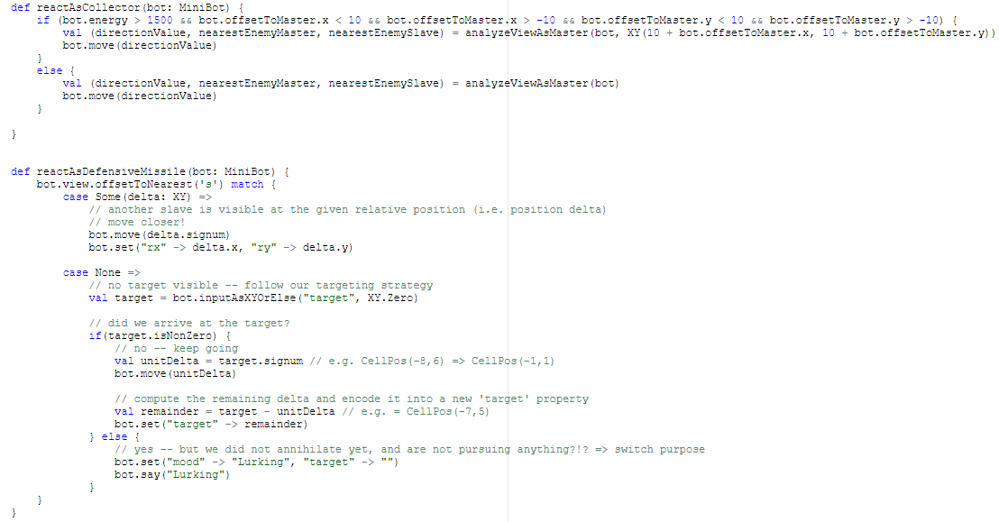 def reactAsCollector(bot: MiniBot) {
    if (bot.energy > 1500 && bot.offsetToMaster.x < 10 && bot.offsetToMaster.x > -10 && bot.offsetToMaster.y < 10 && bot.offsetToMaster.y > -10) {
        val (directionValue, nearestEnemyMaster, nearestEnemySlave) = analyzeViewAsMaster(bot, XY(10 + bot.offsetToMaster.x, 10 + bot.offsetToMaster.y))
        bot.move(directionValue)
    }
    else {
        val (directionValue, nearestEnemyMaster, nearestEnemySlave) = analyzeViewAsMaster(bot)
        bot.move(directionValue)
    }
}
def reactAsDefensiveMissile(bot: MiniBot) {
    bot.view.offsetToNearest('s') match {
        case Some(delta: XY) =>
            // another slave is visible at the given relative position (i.e. position delta)
            // move closer!
            bot.move(delta.signum)
            bot.set("rx" -> delta.x, "ry" -> delta.y)
        case None =>
            // no target visible -- follow our targeting strategy
            val target = bot.inputAsXYOrElse("target", XY.Zero)
            // did we arrive at the target?
            if(target.isNonZero) {
                // no -- keep going
                val unitDelta = target.signum // e.g. CellPos(-8,6) => CellPos(-1,1)
                bot.move(unitDelta)
                // compute the remaining delta and encode it into a new 'target' property
                val remainder = target - unitDelta // e.g. = CellPos(-7,5)
                bot.set("target" -> remainder)
            } else {
                // yes -- but we did not annihilate yet, and are not pursuing anything?!? => switch purpose
                bot.set("mood" -> "Lurking", "target" -> "")
                bot.say("Lurking")
            }
    }
}